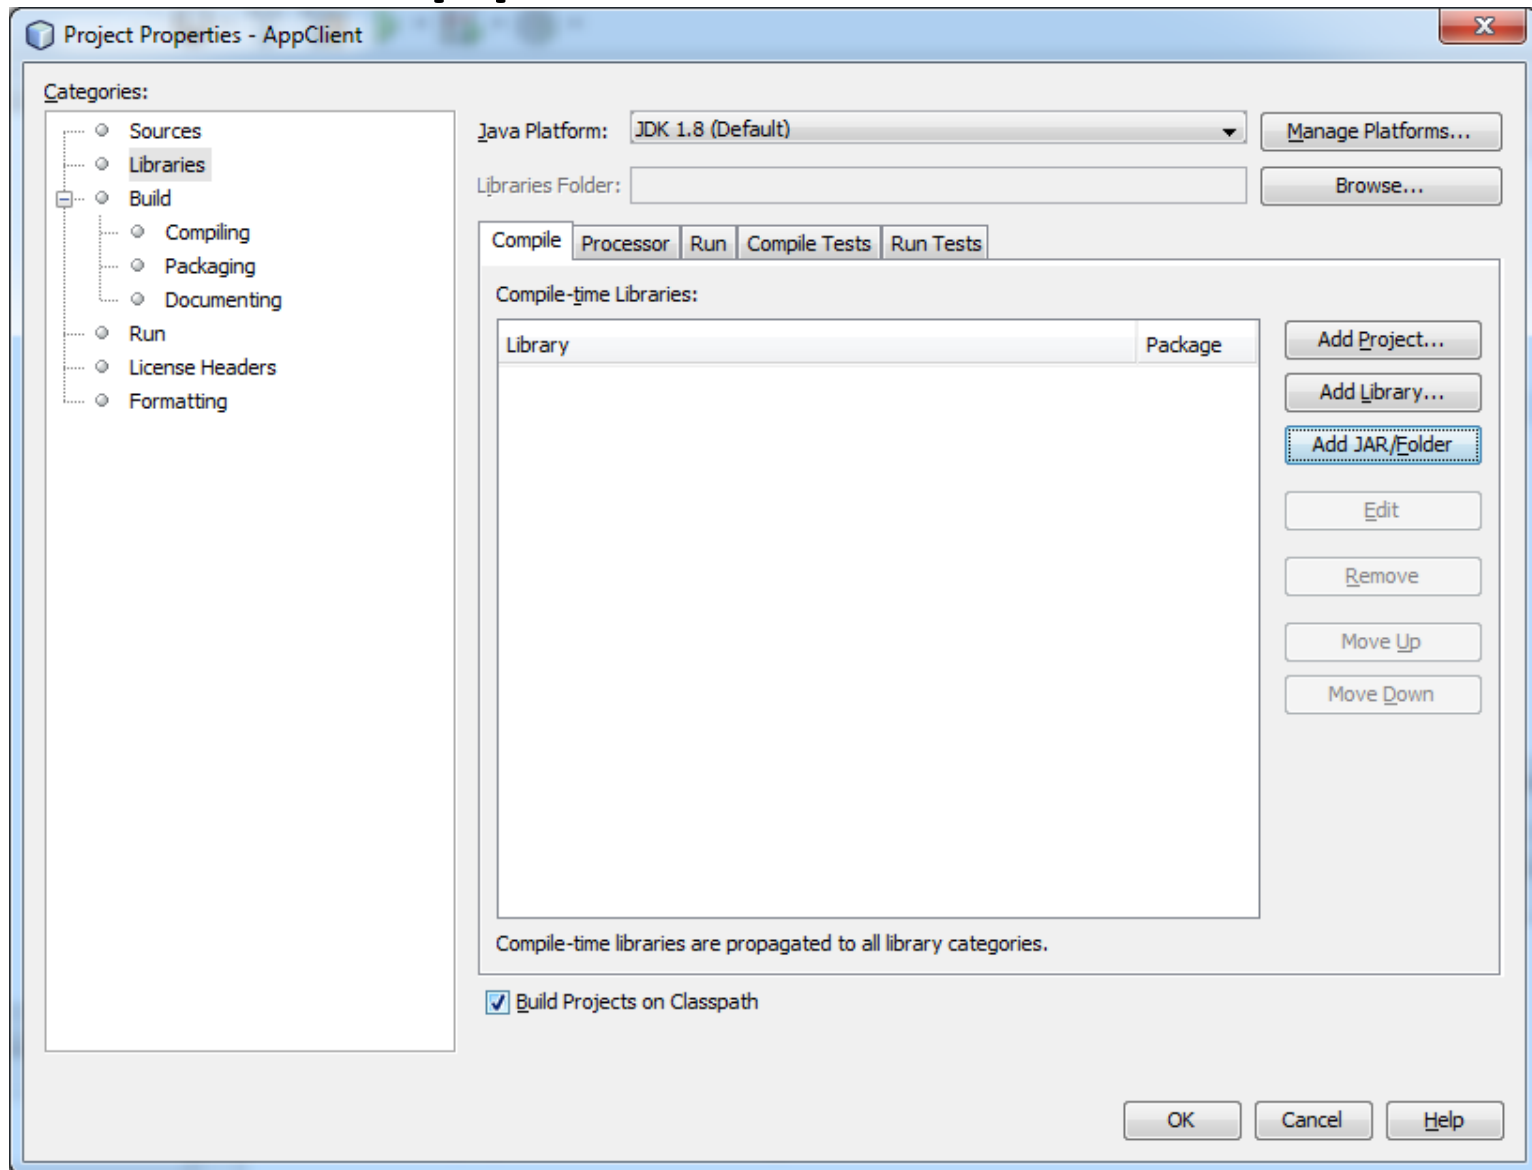 Project Properties - AppClient
Categories:
Sources
Libraries
Build
Compiling
Packaging
Documenting
Run
License Headers
Formatting
Java Platform: JDK 1.8 (Default) Manage Platforms...
Libraries Folder: Browse...
Compile Processor Run Compile Tests Run Tests
Compile-time Libraries:
Library Package
Add Project...
Add Library...
Add JAR/Folder
Edit
Remove
Move Up
Move Down
Compile-time libraries are propagated to all library categories.
Build Projects on Classpath
OK Cancel Help